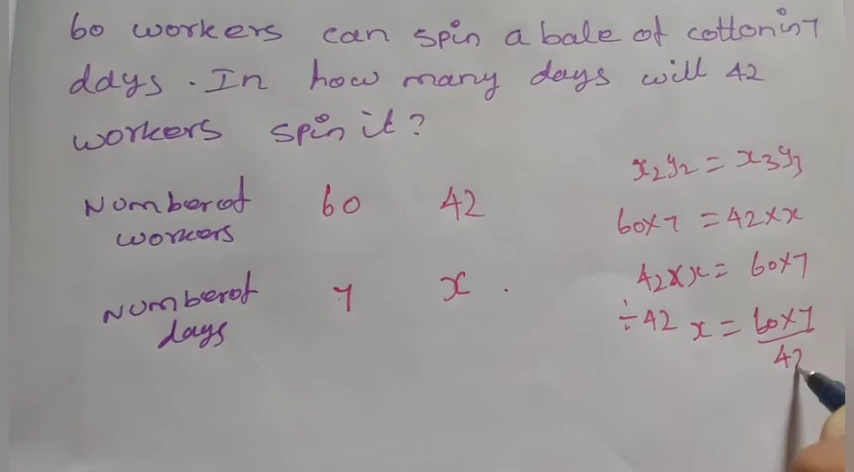 60 workers can spin a bale of cotton in 7
days. In how many days will 42
workers spin it?
Number of workers 60 42
Number of days 7 x.
x₂y₂ = x₃y₃
60×7 = 42×x
42×x = 60×7
÷42 x = 60×7/42